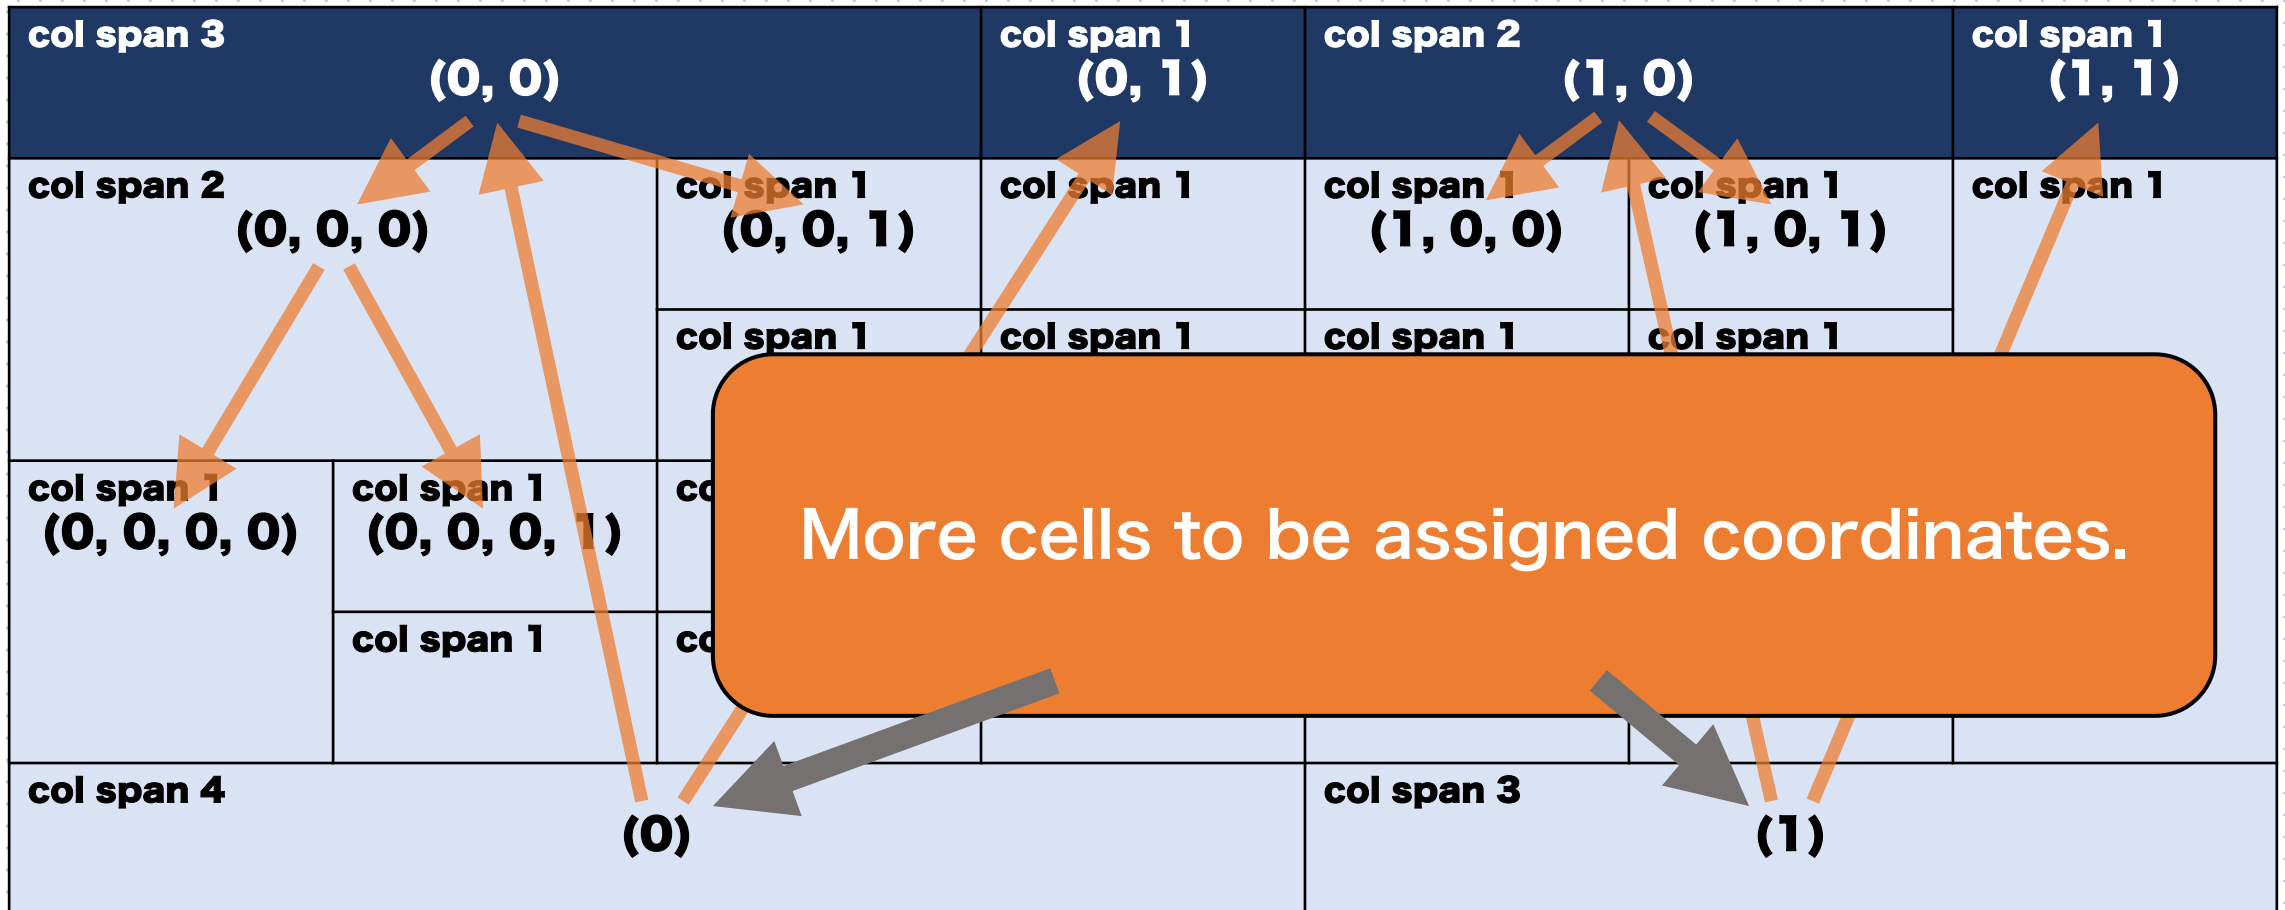 col span 3
(0, 0)
col span 1
(0, 1)
col span 2
(1, 0)
col span 1
(1, 1)
col span 2
(0, 0, 0)
col span 1
(0, 0, 1)
col span 1
col span 1
(1, 0, 0)
col span 1
(1, 0, 1)
col span 1
col span 1
col span 1
col span 1
col span 1
col span 1
(0, 0, 0, 0)
col span 1
(0, 0, 0, 1)
More cells to be assigned coordinates.
col span 1
col span 4
(0)
col span 3
(1)